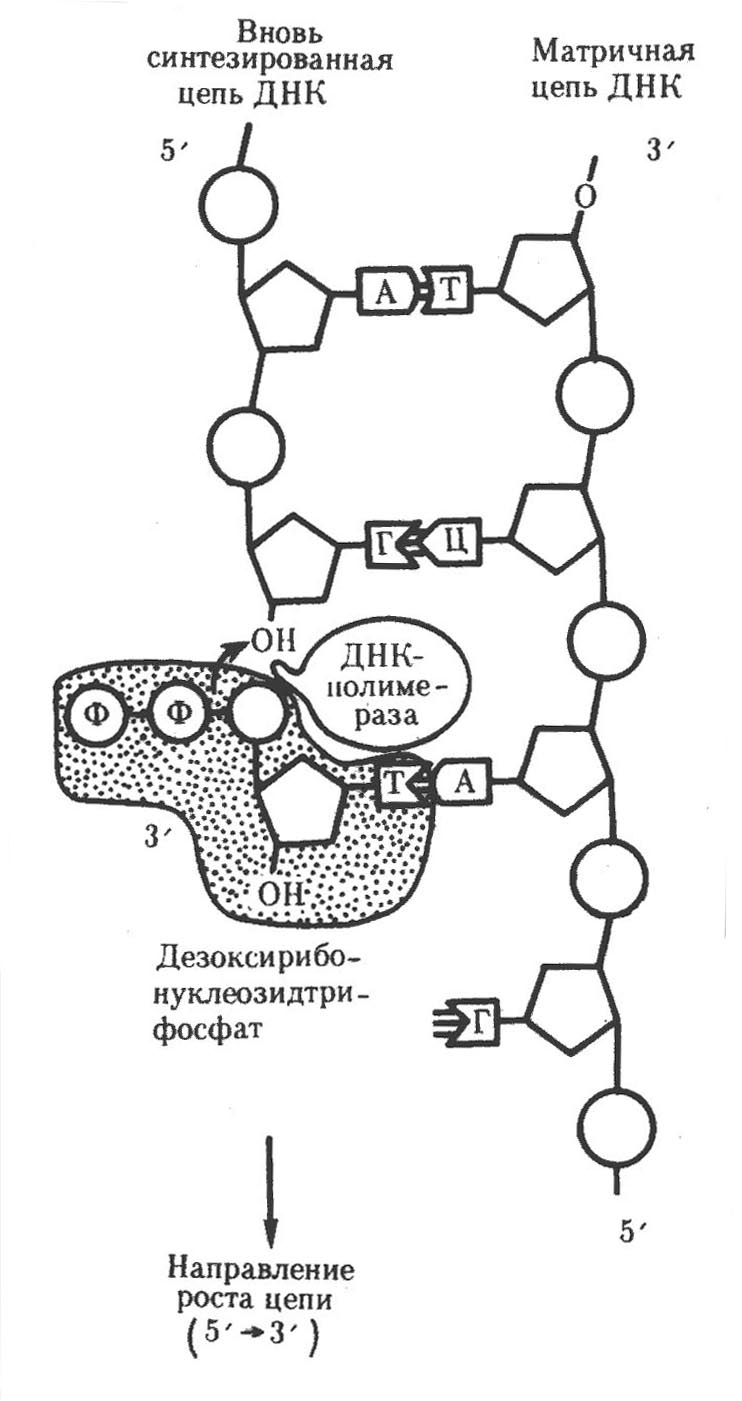 Вновь
синтезированная
цепь ДНК
Матричная
цепь ДНК
5′
3′
О
А
Т
Г
Ц
ОН
ДНК-
полиме-
раза
Ф
Ф
Т
А
3′
ОН
Дезоксирибо-
нуклеозидтри-
фосфат
Г
5′
Направление
роста цепи
(5′→3′)